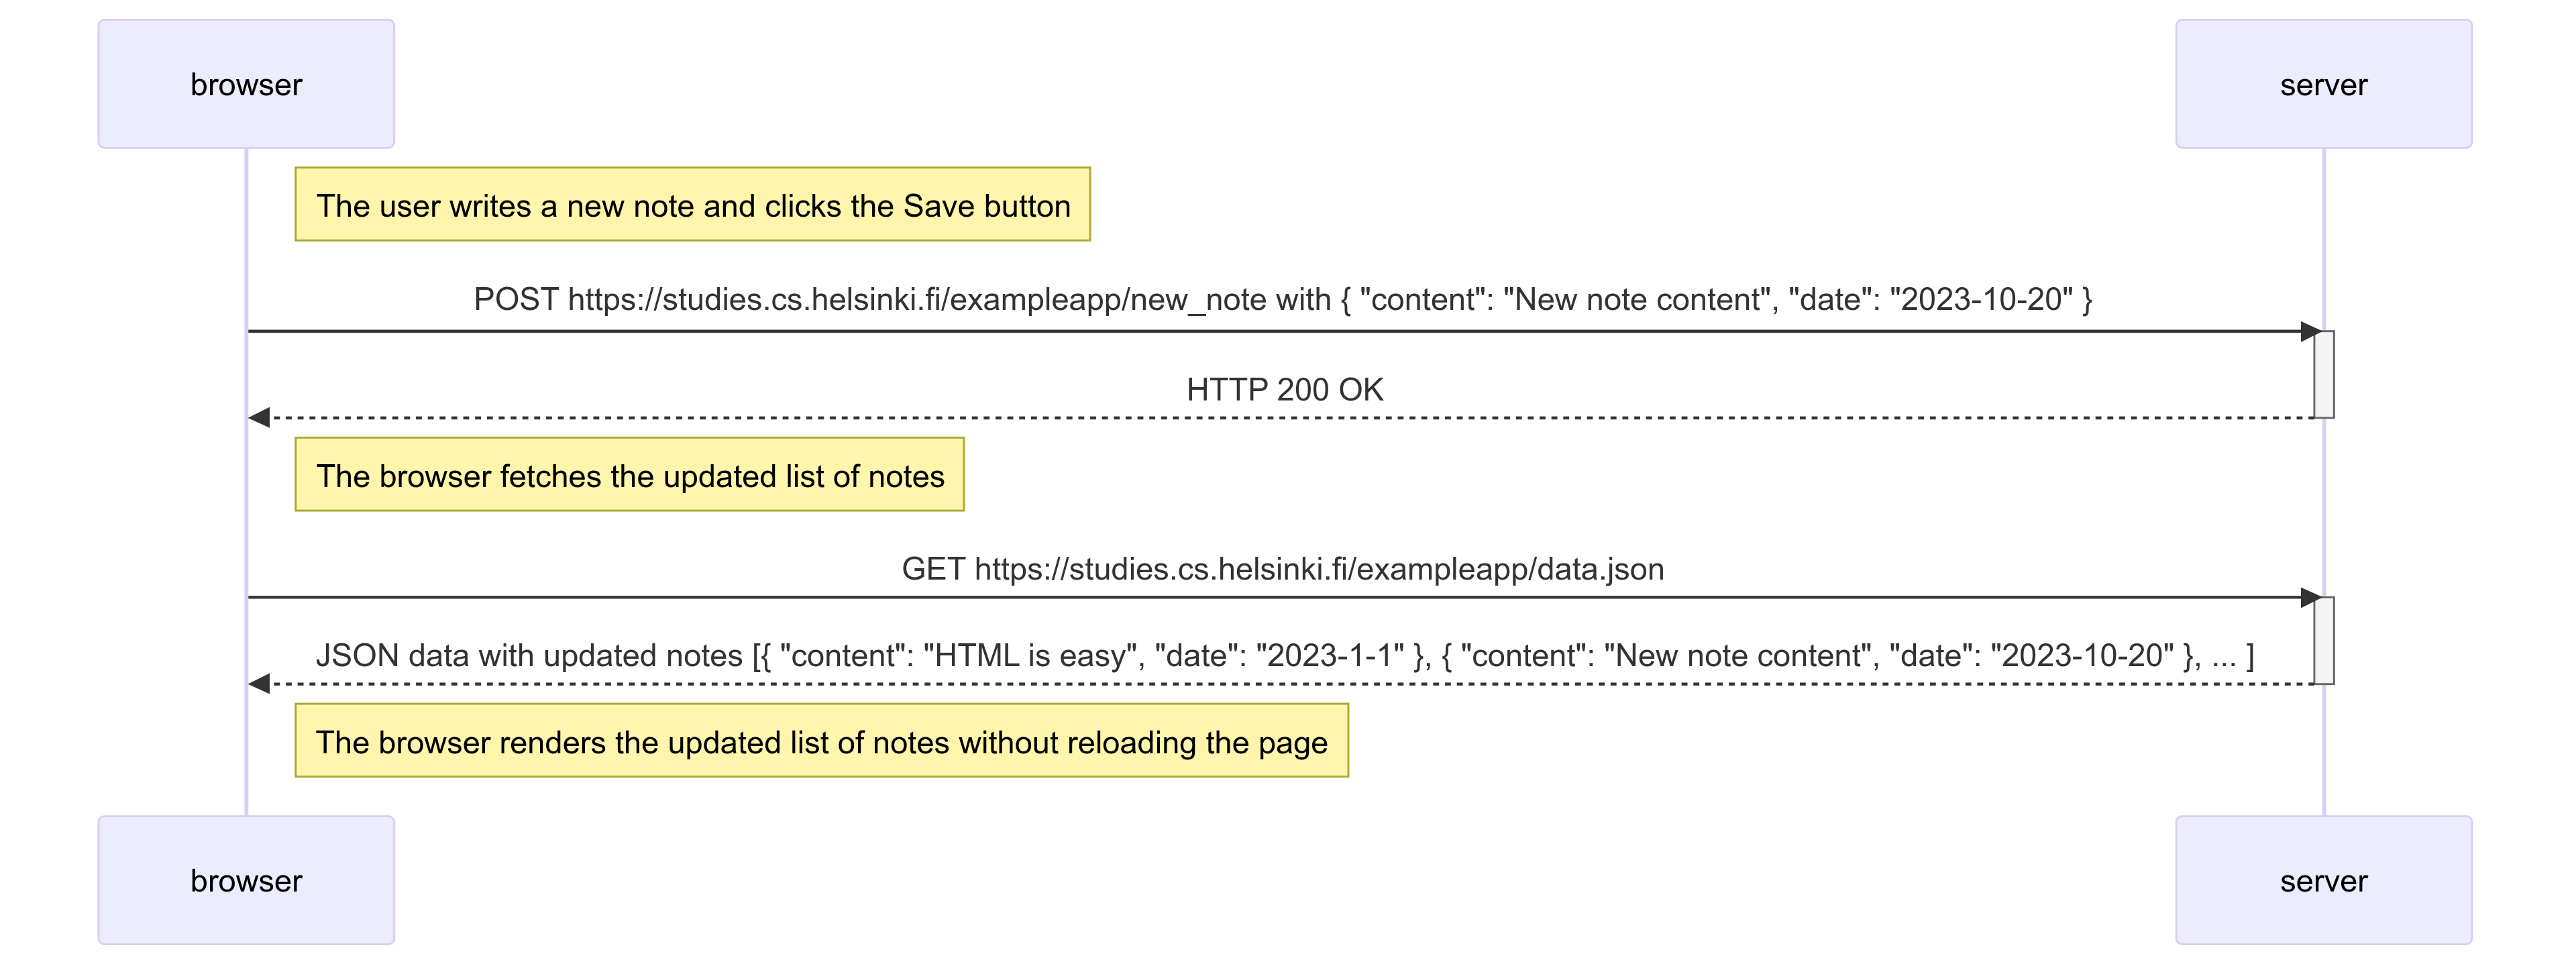 browser
server
The user writes a new note and clicks the Save button
POST https://studies.cs.helsinki.fi/exampleapp/new_note with { "content": "New note content", "date": "2023-10-20" }
HTTP 200 OK
The browser fetches the updated list of notes
GET https://studies.cs.helsinki.fi/exampleapp/data.json
JSON data with updated notes [{ "content": "HTML is easy", "date": "2023-1-1" }, { "content": "New note content", "date": "2023-10-20" }, ... ]
The browser renders the updated list of notes without reloading the page
browser
server